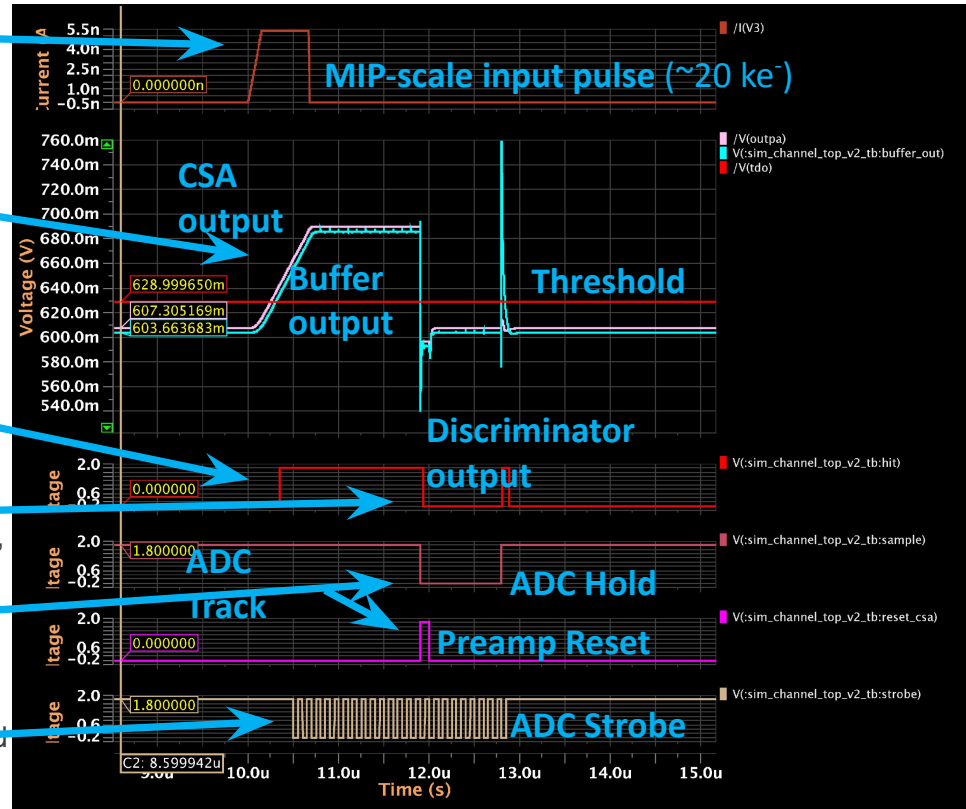 5.5n
4.0n
2.5n
1.0n
−0.5n
0.000000n
MIP-scale input pulse (~20 ke-)
/I(V3)
760.0m
740.0m
720.0m
700.0m
680.0m
660.0m
640.0m
620.0m
600.0m
580.0m
560.0m
540.0m
Voltage (V)
CSA
output
Buffer
output
Threshold
628.999650m
607.305169m
603.663683m
/V(outpa)
V(:sim_channel_top_v2_tb:buffer_out)
/V(tdo)
Discriminator
output
2.0
0.6
0.000000
V(:sim_channel_top_v2_tb:hit)
2.0
0.6
−0.2
1.800000
ADC
Track
ADC Hold
V(:sim_channel_top_v2_tb:sample)
2.0
0.6
−0.2
0.000000
Preamp Reset
V(:sim_channel_top_v2_tb:reset_csa)
2.0
0.6
−0.2
1.800000
ADC Strobe
V(:sim_channel_top_v2_tb:strobe)
C2: 8.599942u
10.0u 11.0u 12.0u 13.0u 14.0u 15.0u
Time (s)